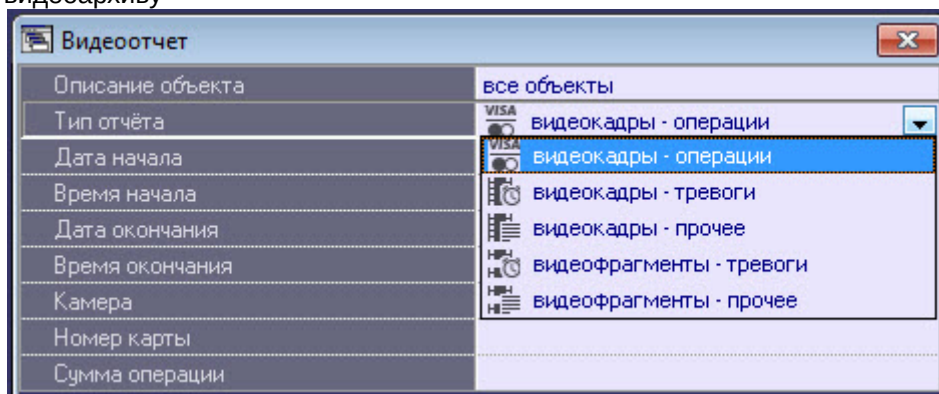 видеоархиву
Видеоотчет
Описание объекта все объекты
Тип отчёта VISA видеокадры - операции
Дата начала VISA видеокадры - операции
Время начала видеокадры - тревоги
Дата окончания видеокадры - прочее
Время окончания видеофрагменты - тревоги
Камера видеофрагменты - прочее
Номер карты
Сумма операции